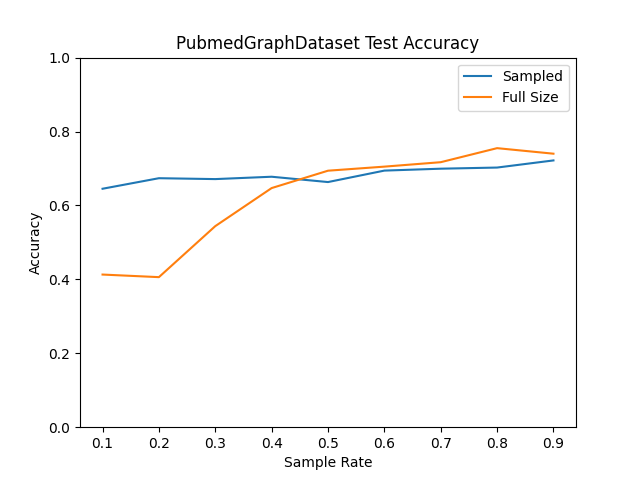 PubmedGraphDataset Test Accuracy
Sampled
Full Size
1.0
0.8
0.6
0.4
0.2
0.0
Accuracy
0.1 0.2 0.3 0.4 0.5 0.6 0.7 0.8 0.9
Sample Rate